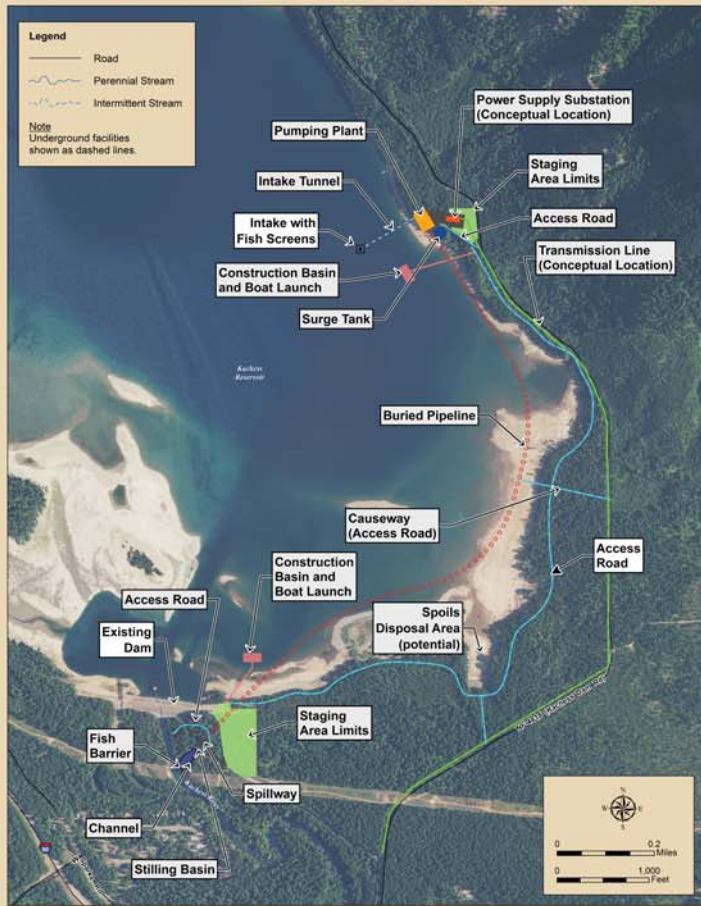 Legend
Road
Perennial Stream
Intermittent Stream
Note
Underground facilities
shown as dashed lines.
Power Supply Substation
(Conceptual Location)
Pumping Plant
Staging
Area Limits
Intake Tunnel
Access Road
Intake with
Fish Screens
Transmission Line
(Conceptual Location)
Construction Basin
and Boat Launch
Surge Tank
Kachess
Reservoir
Buried Pipeline
Causeway
(Access Road)
Access
Road
Construction
Basin and
Boat Launch
Access Road
Existing
Dam
Spoils
Disposal Area
(potential)
Staging
Area Limits
Fish
Barrier
Spillway
Channel
Stilling Basin
90
N
W
E
S
0
0.2
Miles
0
1,000
Feet